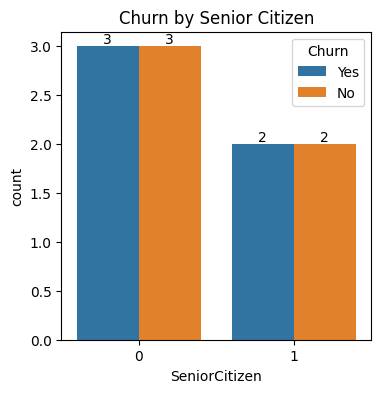 Churn by Senior Citizen
3.0
2.5
2.0
1.5
1.0
0.5
0.0
count
3
3
2
2
Churn
Yes
No
0
1
SeniorCitizen